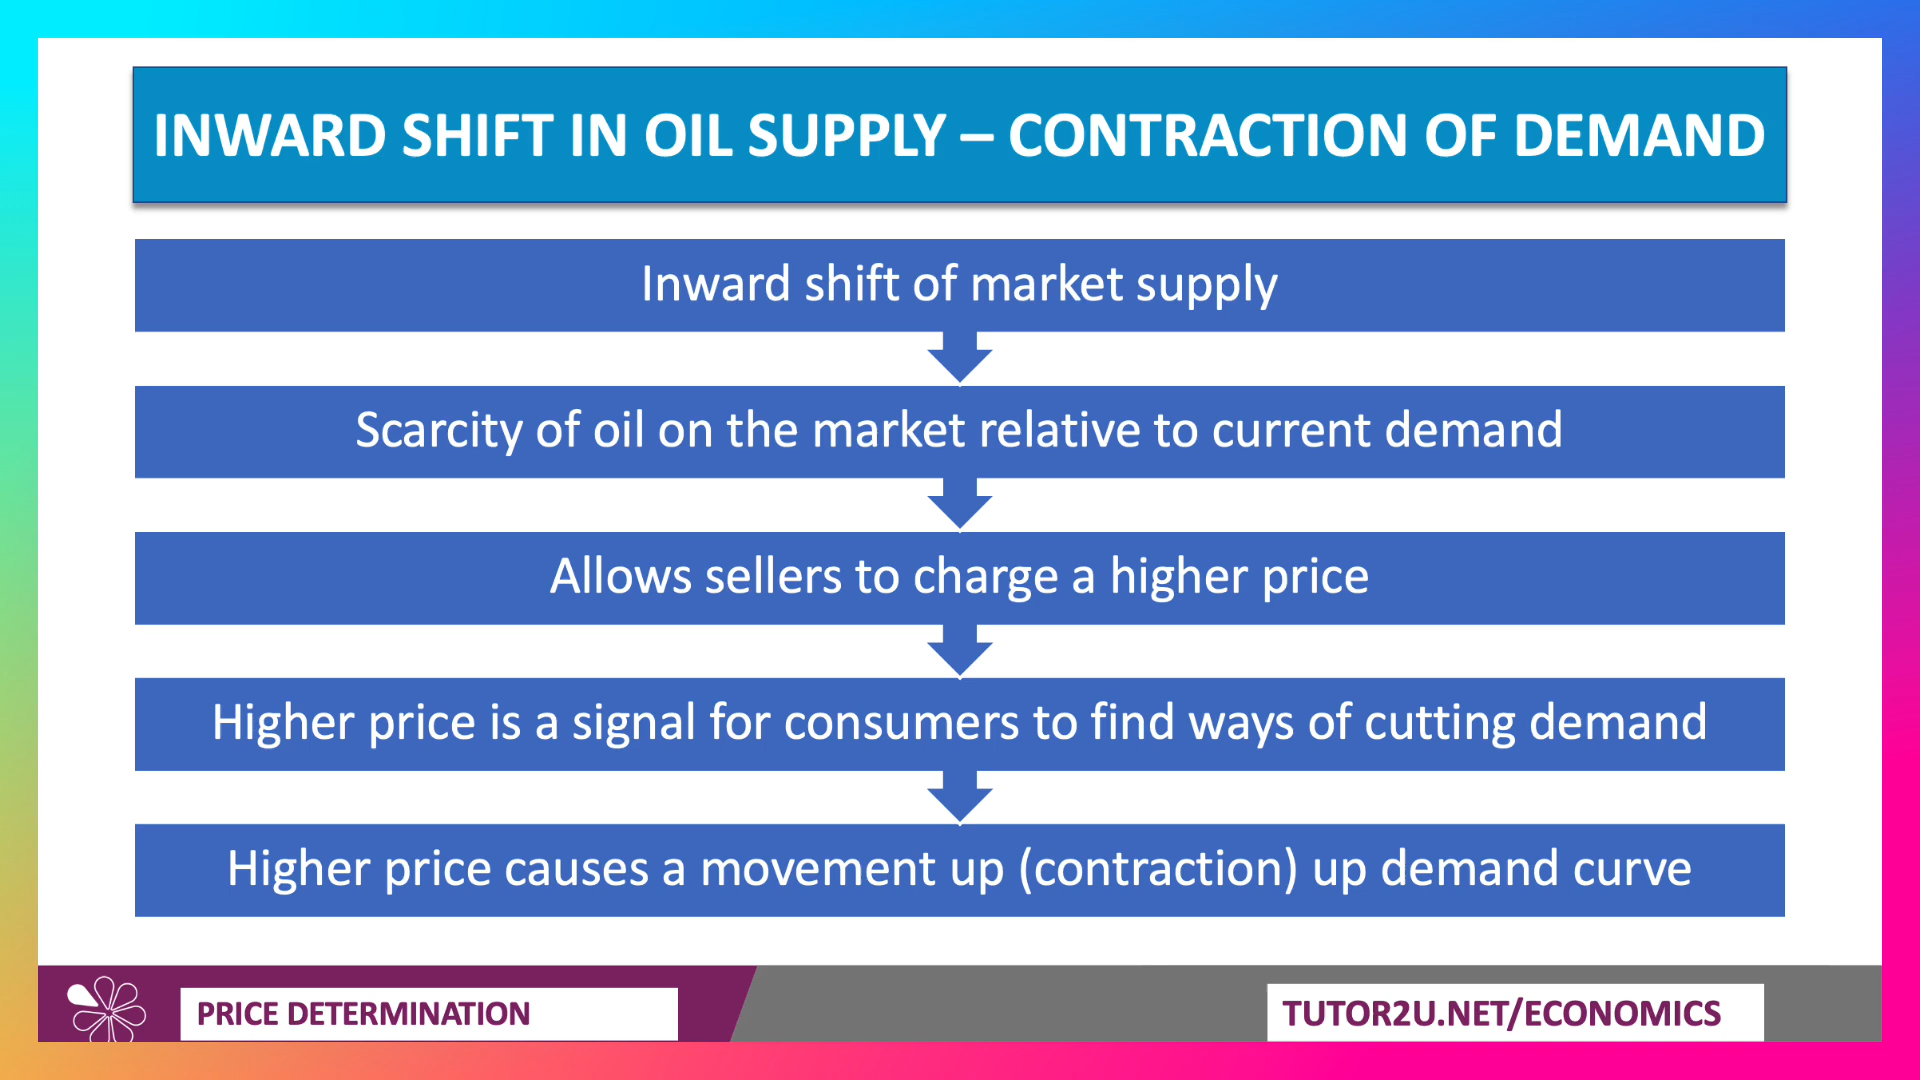 INWARD SHIFT IN OIL SUPPLY – CONTRACTION OF DEMAND
Inward shift of market supply
Scarcity of oil on the market relative to current demand
Allows sellers to charge a higher price
Higher price is a signal for consumers to find ways of cutting demand
Higher price causes a movement up (contraction) up demand curve
PRICE DETERMINATION
TUTOR2U.NET/ECONOMICS